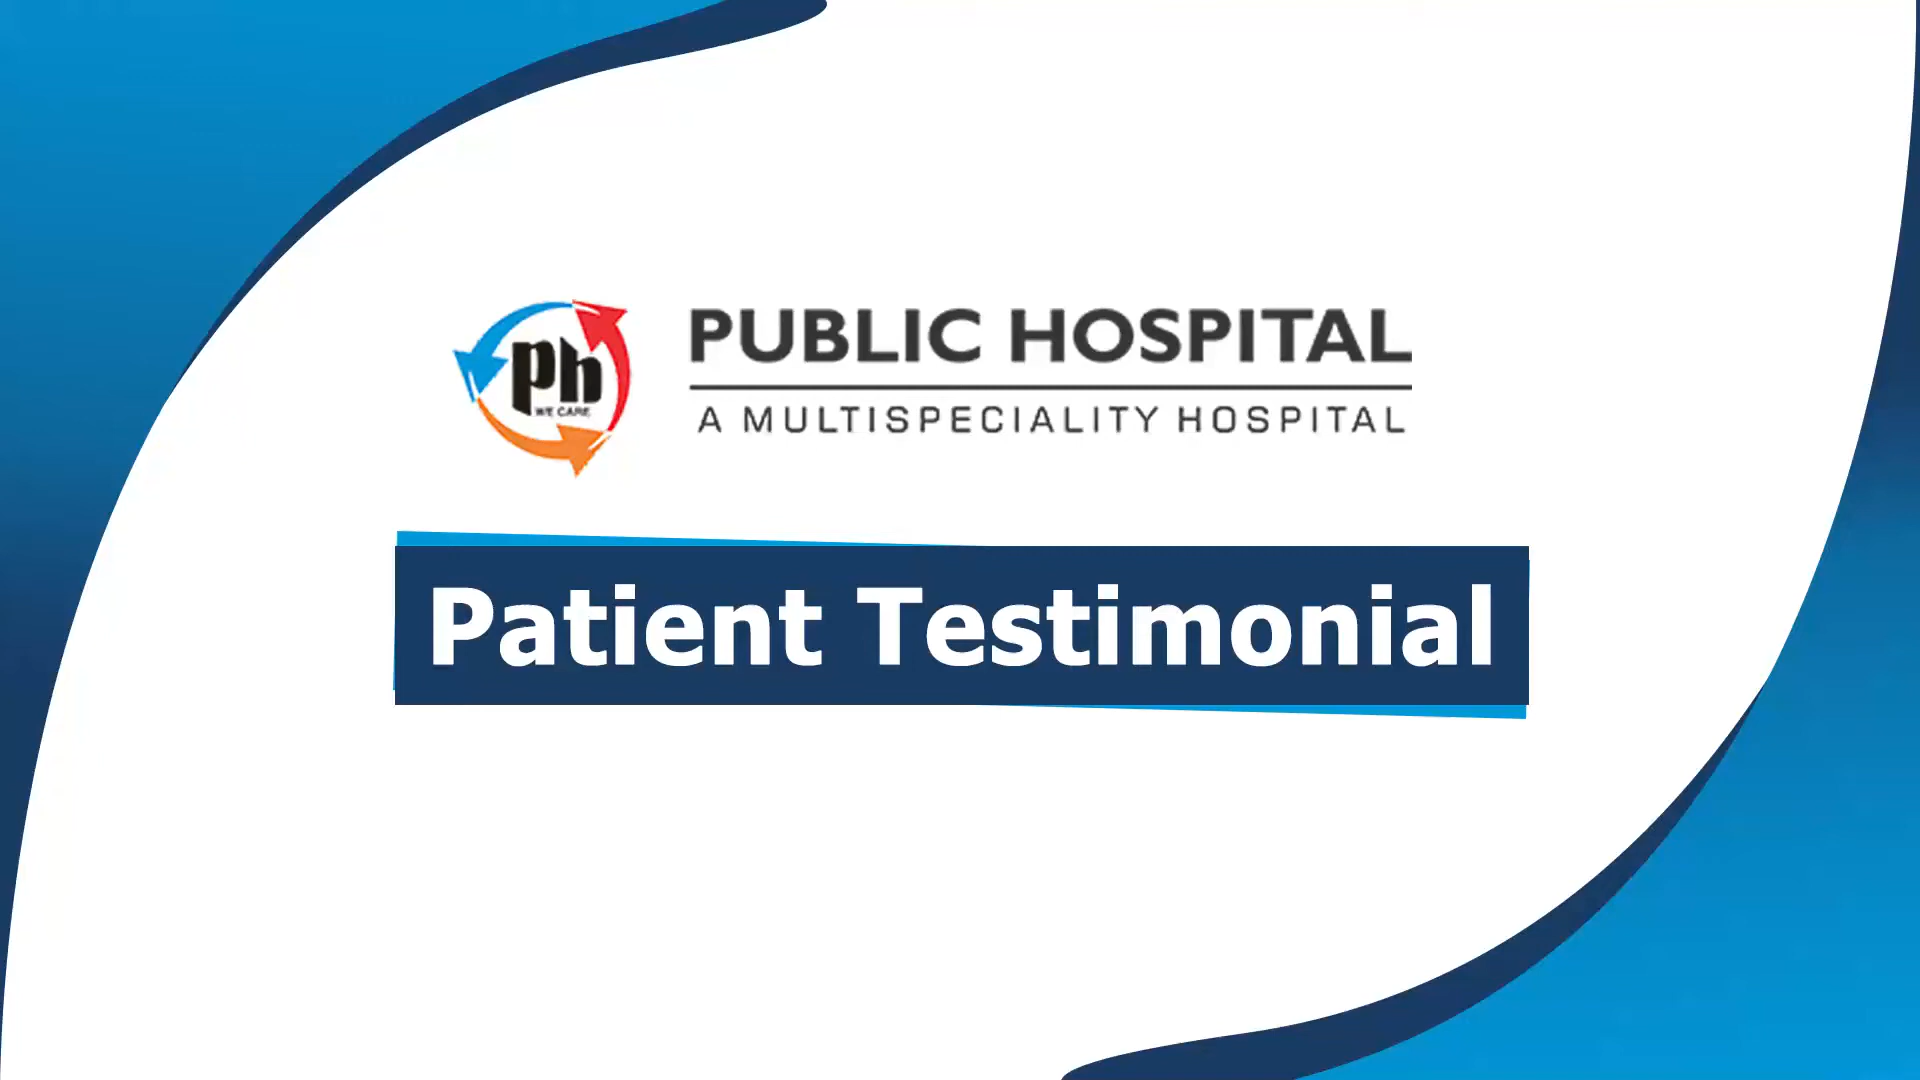 ph
WE CARE
PUBLIC HOSPITAL
A MULTISPECIALITY HOSPITAL
Patient Testimonial